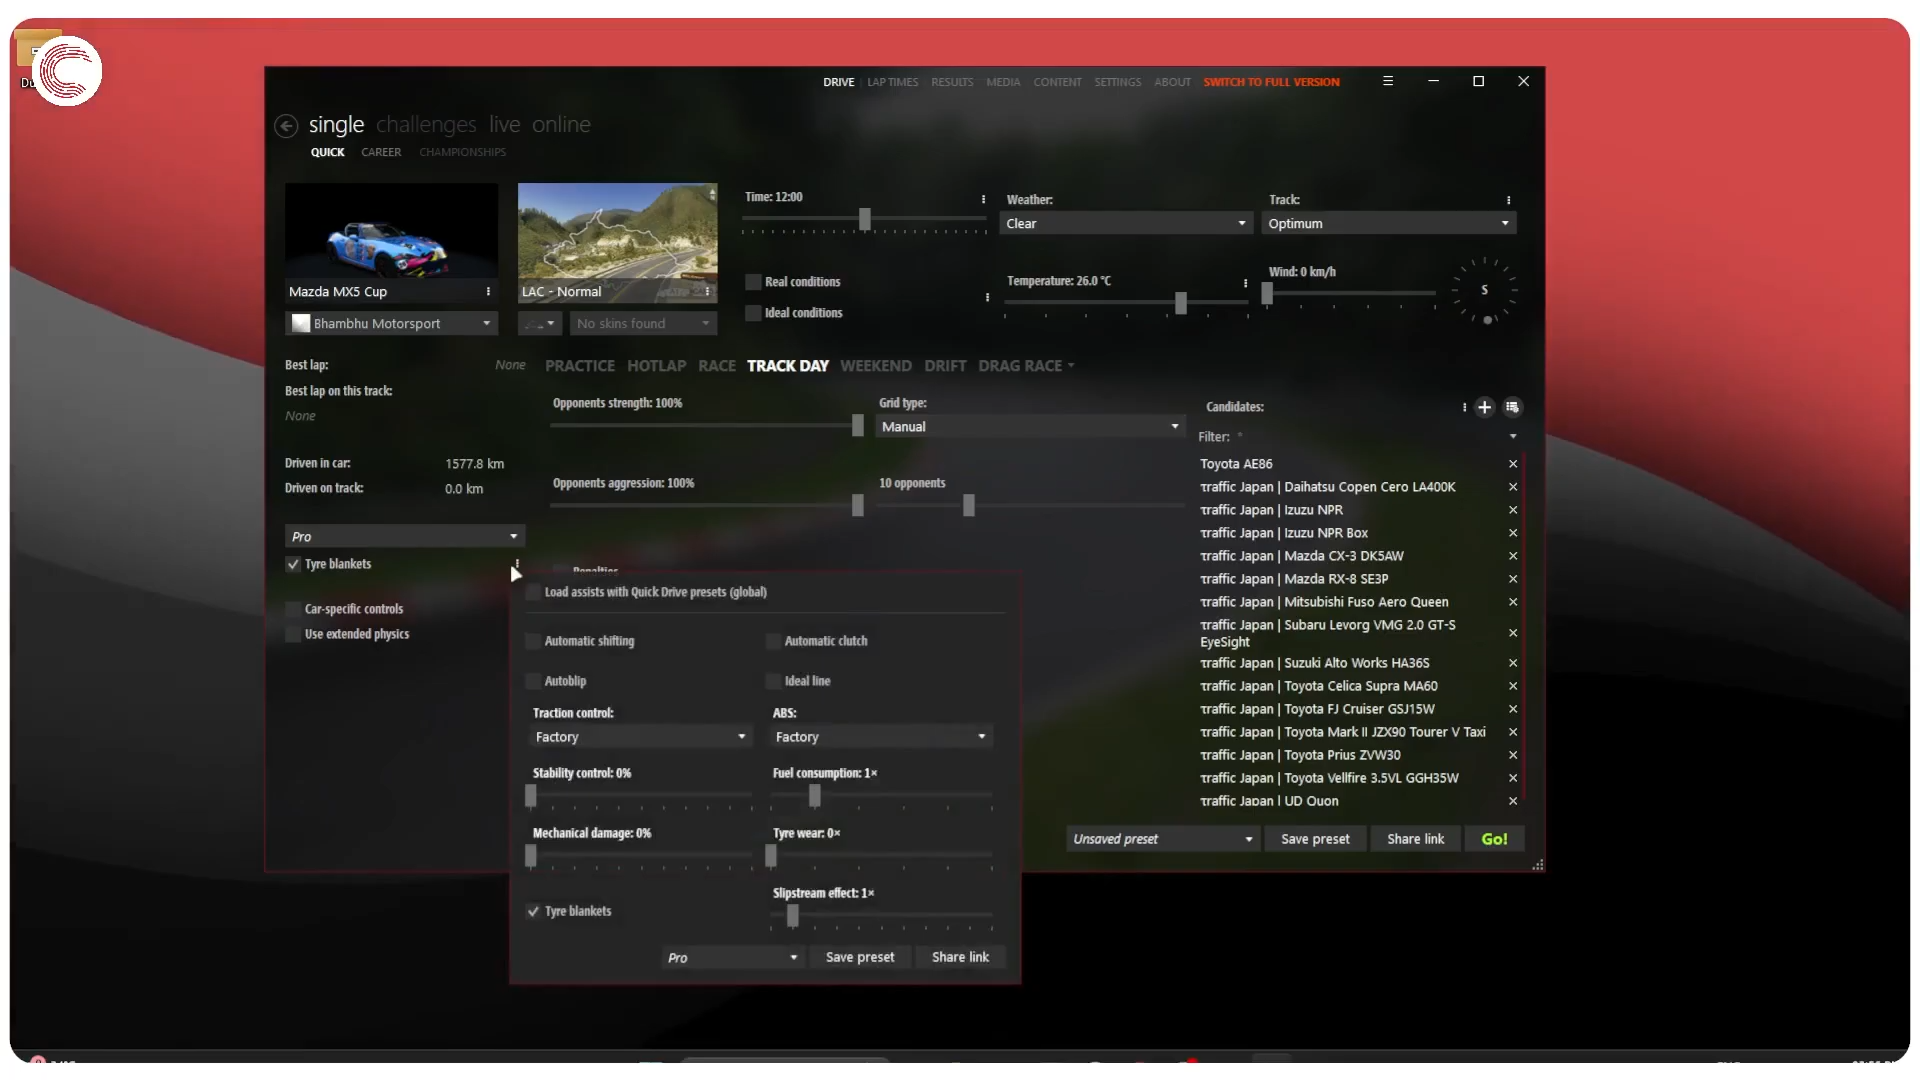 DRIVE LAP TIMES RESULTS MEDIA CONTENT SETTINGS ABOUT SWITCH TO FULL VERSION
single challenges live online
QUICK CAREER CHAMPIONSHIPS
Mazda MX5 Cup
Bhambhu Motorsport
LAC - Normal
No skins found
Time: 12:00
Real conditions
Ideal conditions
Weather:
Clear
Temperature: 26.0 °C
Track:
Optimum
Wind: 0 km/h
S
Best lap: None
Best lap on this track:
None
Driven in car: 1577.8 km
Driven on track: 0.0 km
Pro
Tyre blankets
Car-specific controls
Use extended physics
PRACTICE HOTLAP RACE TRACK DAY WEEKEND DRIFT DRAG RACE
Opponents strength: 100%
Grid type:
Manual
Opponents aggression: 100%
10 opponents
Penalties
Load assists with Quick Drive presets (global)
Automatic shifting
Automatic clutch
Autoblip
Ideal line
Traction control:
Factory
ABS:
Factory
Stability control: 0%
Fuel consumption: 1×
Mechanical damage: 0%
Tyre wear: 0×
Slipstream effect: 1×
Tyre blankets
Pro
Save preset
Share link
Candidates:
Filter: *
Toyota AE86
traffic Japan | Daihatsu Copen Cero LA400K
traffic Japan | Izuzu NPR
traffic Japan | Izuzu NPR Box
traffic Japan | Mazda CX-3 DK5AW
traffic Japan | Mazda RX-8 SE3P
traffic Japan | Mitsubishi Fuso Aero Queen
traffic Japan | Subaru Levorg VMG 2.0 GT-S
EyeSight
traffic Japan | Suzuki Alto Works HA36S
traffic Japan | Toyota Celica Supra MA60
traffic Japan | Toyota FJ Cruiser GSJ15W
traffic Japan | Toyota Mark II JZX90 Tourer V Taxi
traffic Japan | Toyota Prius ZVW30
traffic Japan | Toyota Vellfire 3.5VL GGH35W
traffic Japan | UD Quon
Unsaved preset
Save preset
Share link
Go!